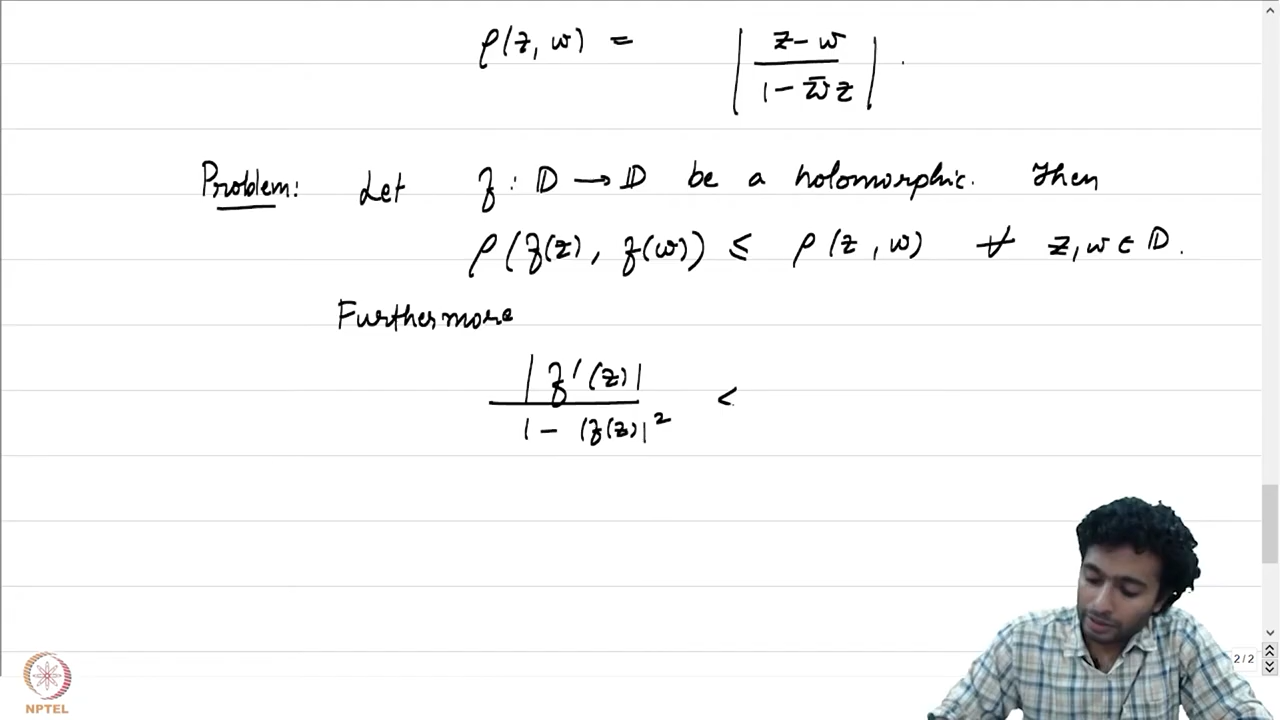 ρ(z, w) = | z - w / 1 - w̄z | .
Problem: Let f : 𝔻 → 𝔻 be a holomorphic. Then
ρ(f(z), f(w)) ≤ ρ(z, w) ∀ z, w ∈ 𝔻.
Furthermore
|f'(z)| / 1 - |f(z)|² <
2 / 2
NPTEL